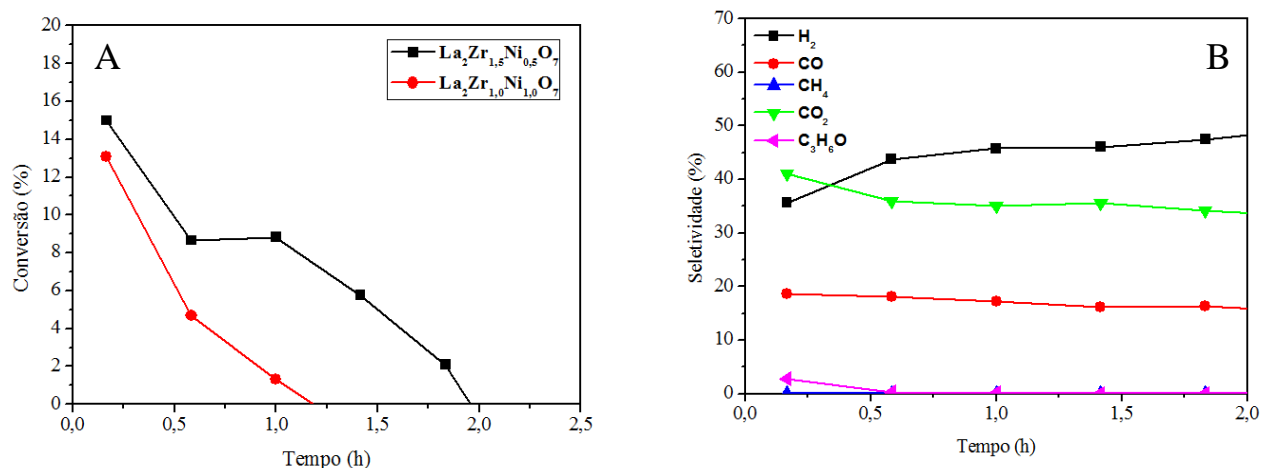 A
La₂Zr₁,₅Ni₀,₅O₇
La₂Zr₁,₀Ni₁,₀O₇
Conversão (%)
20
18
16
14
12
10
8
6
4
2
0
0,0 0,5 1,0 1,5 2,0 2,5
Tempo (h)
B
H₂
CO
CH₄
CO₂
C₃H₆O
Seletividade (%)
70
60
50
40
30
20
10
0
0,0 0,5 1,0 1,5 2,0
Tempo (h)